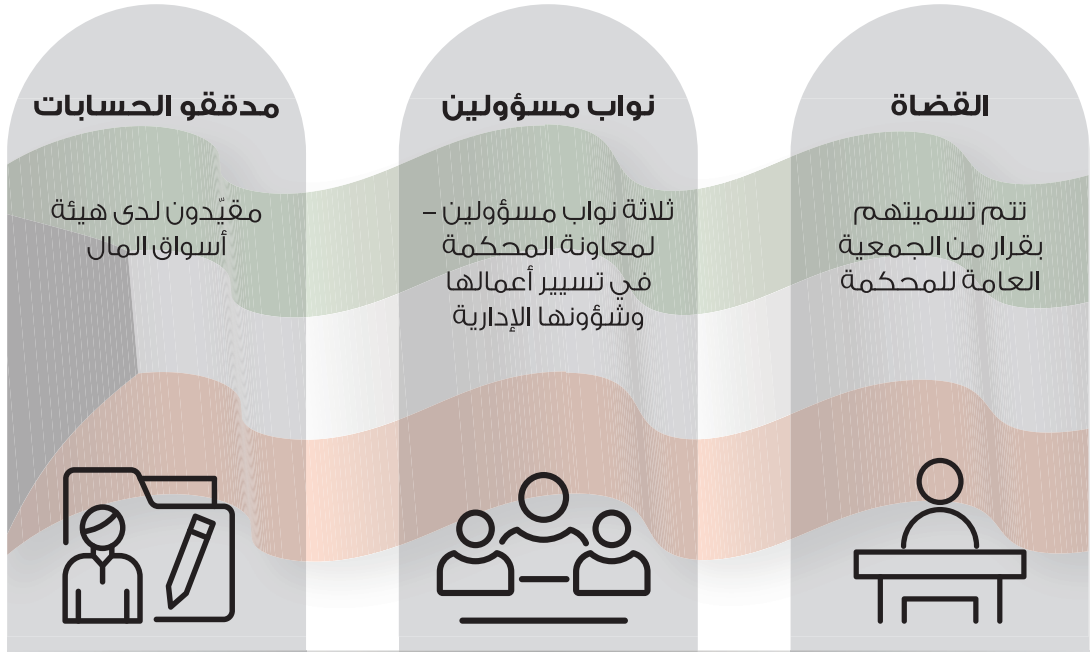 القضاة
تتم تسميتهم
بقرار من الجمعية
العامة للمحكمة
نواب مسؤولين
ثلاثة نواب مسؤولين –
لمعاونة المحكمة
في تسيير أعمالها
وشؤونها الإدارية
مدققو الحسابات
مقيّدون لدى هيئة
أسواق المال